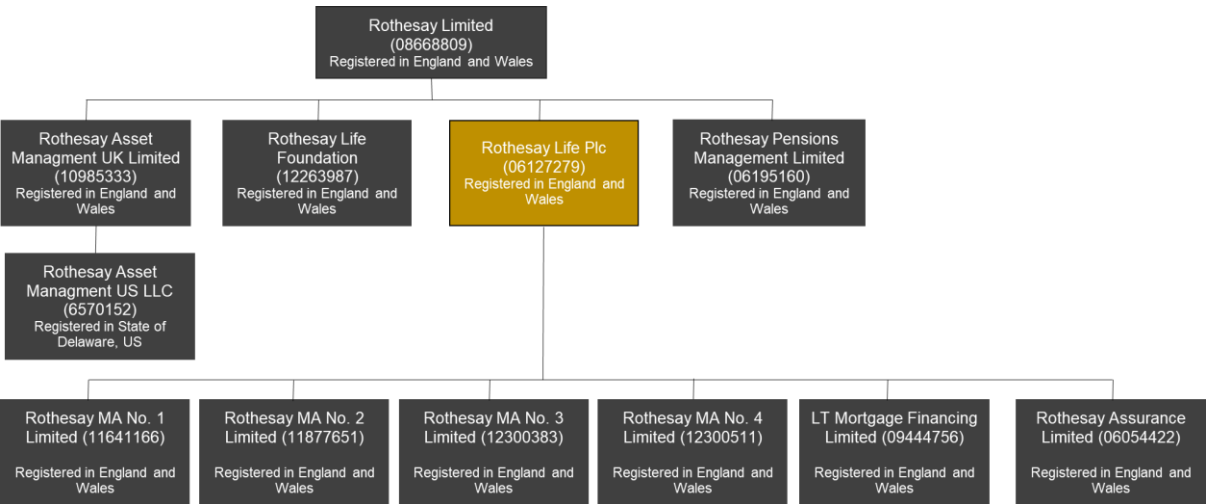 Rothesay Limited
(08668809)
Registered in England and Wales
Rothesay Asset
Managment UK Limited
(10985333)
Registered in England and
Wales
Rothesay Life
Foundation
(12263987)
Registered in England and
Wales
Rothesay Life Plc
(06127279)
Registered in England and
Wales
Rothesay Pensions
Management Limited
(06195160)
Registered in England and
Wales
Rothesay Asset
Managment US LLC
(6570152)
Registered in State of
Delaware, US
Rothesay MA No. 1
Limited (11641166)
Registered in England and
Wales
Rothesay MA No. 2
Limited (11877651)
Registered in England and
Wales
Rothesay MA No. 3
Limited (12300383)
Registered in England and
Wales
Rothesay MA No. 4
Limited (12300511)
Registered in England and
Wales
LT Mortgage Financing
Limited (09444756)
Registered in England and
Wales
Rothesay Assurance
Limited (06054422)
Registered in England and
Wales